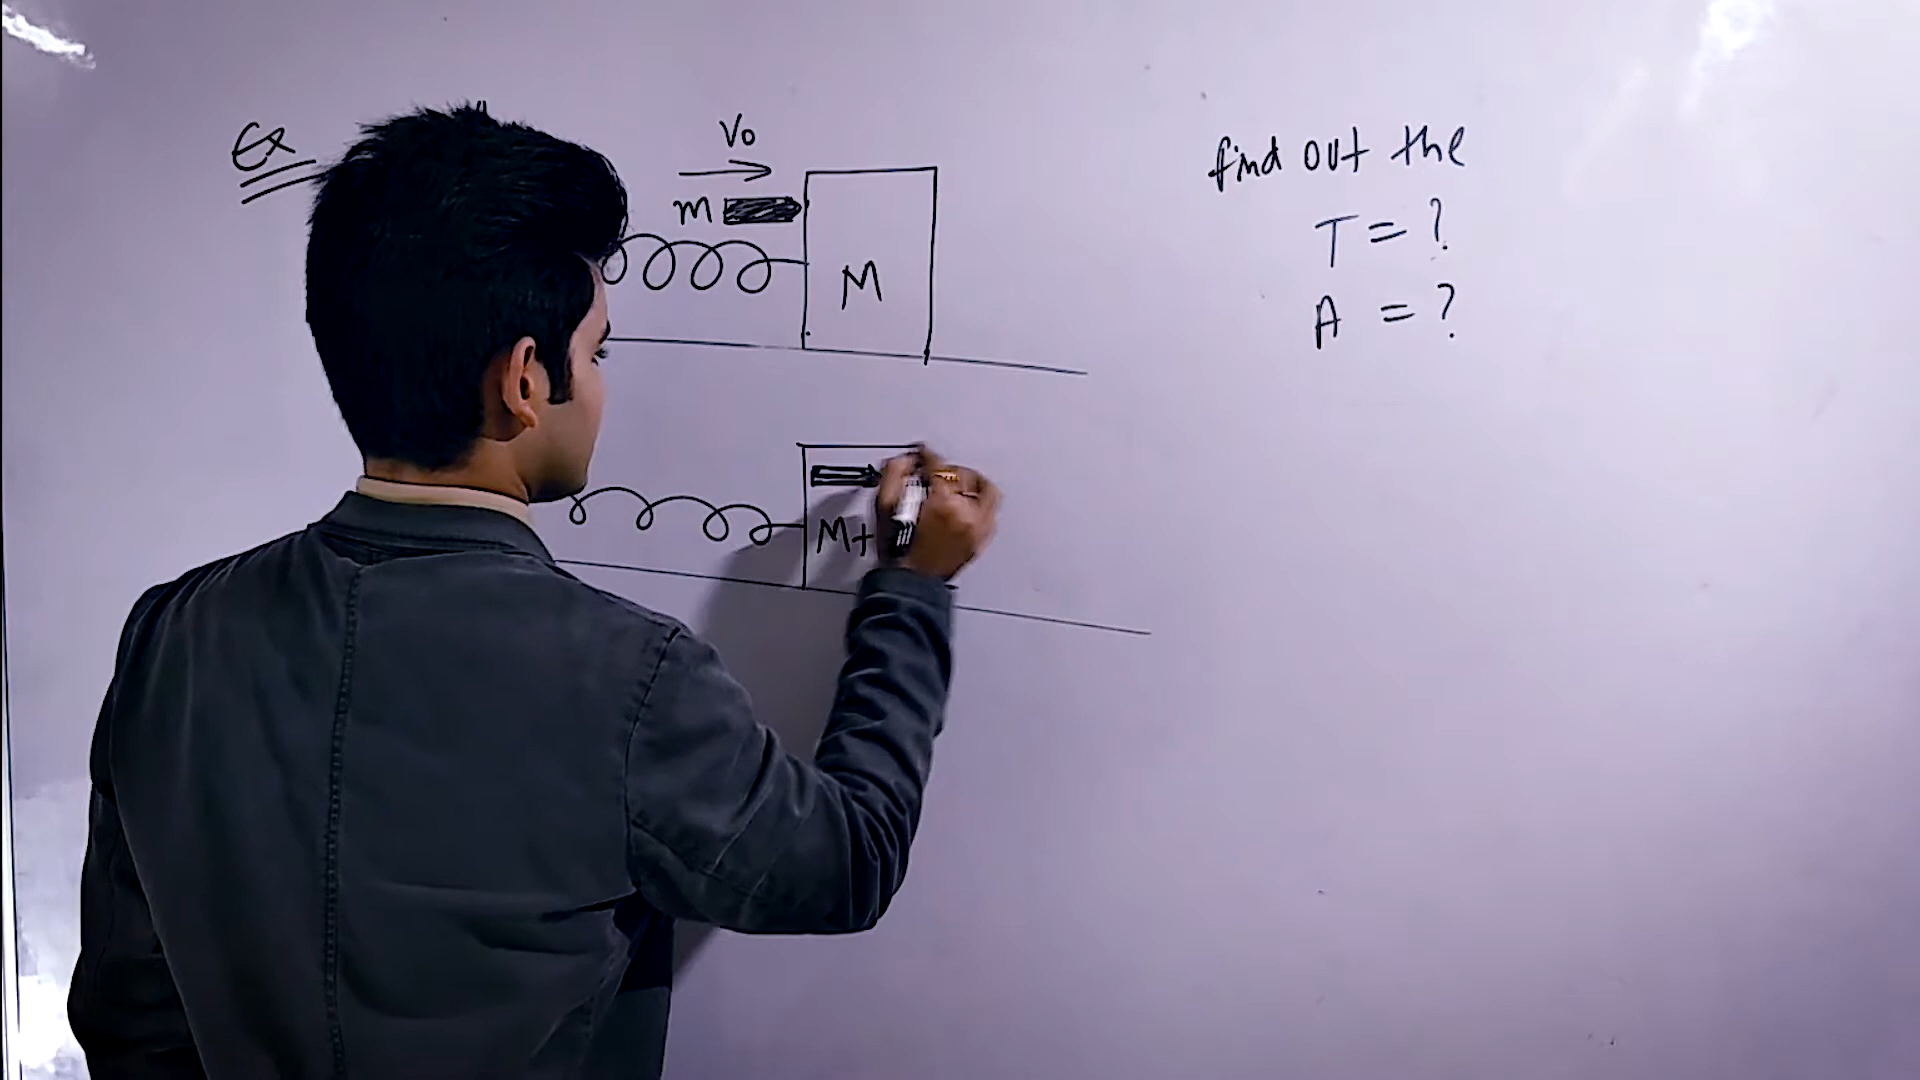 Ex
V0
m
M
M+
find out the
T = ?
A = ?